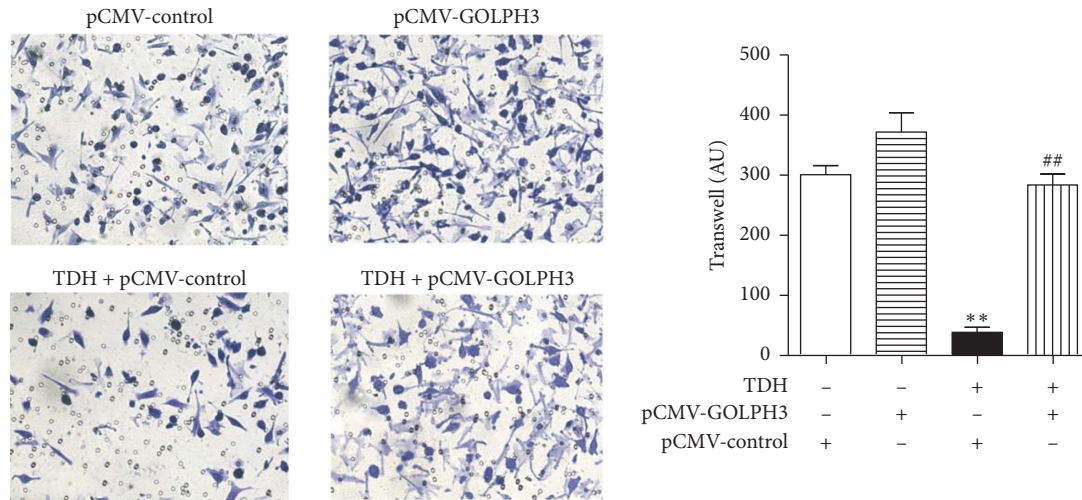 pCMV-control
pCMV-GOLPH3
TDH + pCMV-control
TDH + pCMV-GOLPH3
Transwell (AU)
500
400
300
200
100
0
**
##
TDH – – + +
pCMV-GOLPH3 – + – +
pCMV-control + – + –